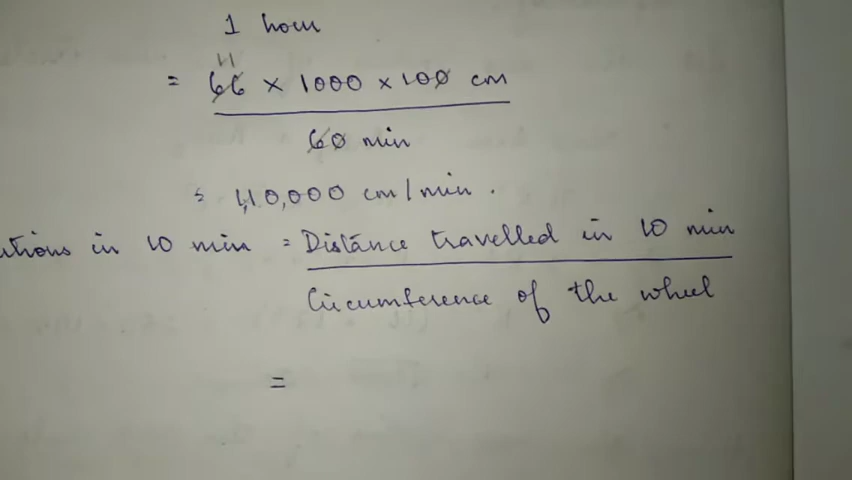 1 hour
= 66 × 1000 × 100 cm
11
60 min
= 1,10,000 cm/min.
in 10 min = Distance travelled in 10 min
Circumference of the wheel
=